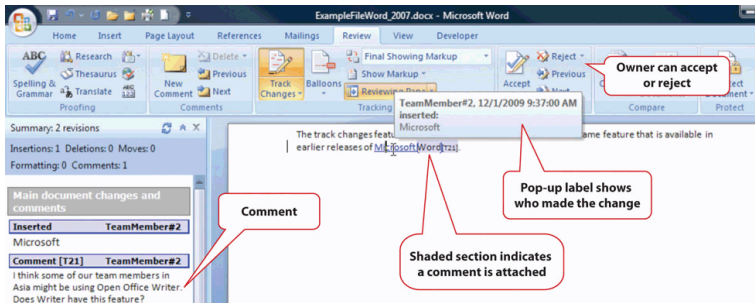 ExampleFileWord_2007.docx - Microsoft Word
Home Insert Page Layout References Mailings Review View Developer
ABC
Spelling & Grammar
Research
Thesaurus
Translate
Proofing
New Comment
Delete
Previous
Next
Comments
Track Changes
Balloons
Final Showing Markup
Show Markup
Reviewing Pane
Tracking
Accept
Reject
Previous
Next
Compare
Protect
Owner can accept
or reject
TeamMember#2, 12/1/2009 9:37:00 AM
inserted:
Microsoft
Summary: 2 revisions
Insertions: 1 Deletions: 0 Moves: 0
Formatting: 0 Comments: 1
Main document changes and
comments
Inserted TeamMember#2
Microsoft
Comment [T21] TeamMember#2
I think some of our team members in
Asia might be using Open Office Writer.
Does Writer have this feature?
The track changes feat
ame feature that is available in
earlier releases of Microsoft Word[T21].
Comment
Pop-up label shows
who made the change
Shaded section indicates
a comment is attached